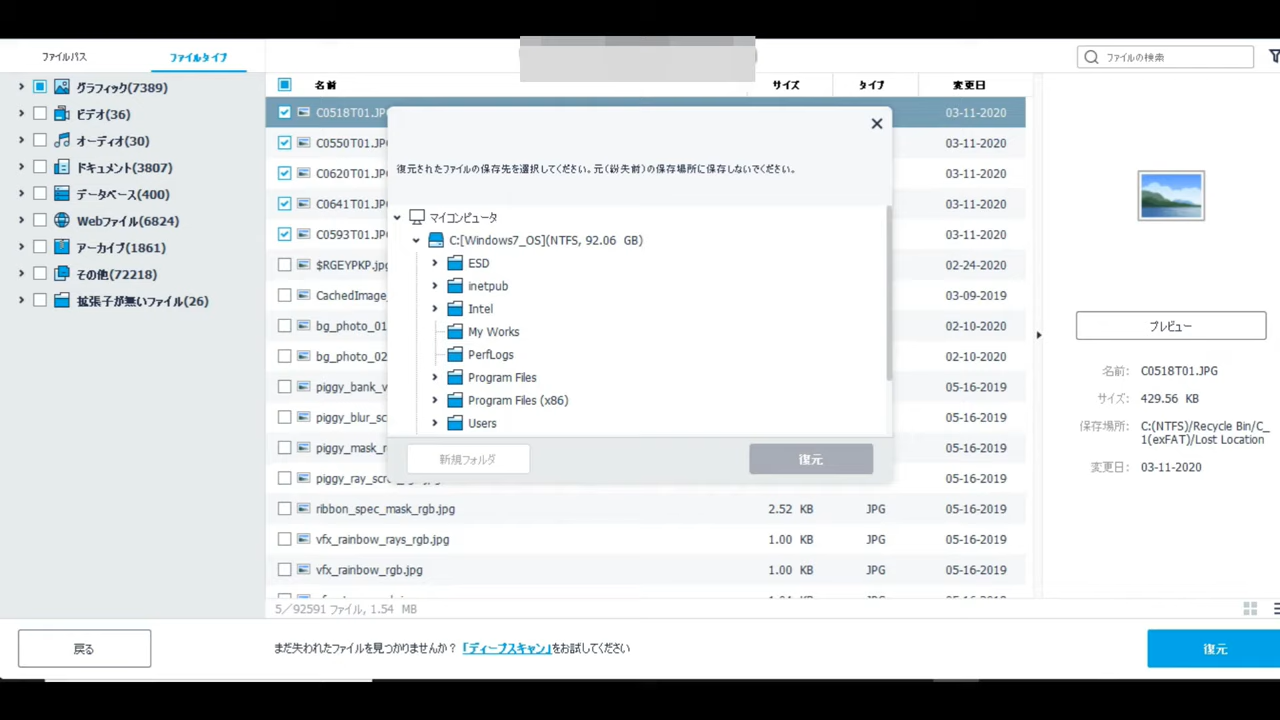 ファイルパス
ファイルタイプ
ファイルの検索
グラフィック(7389)
ビデオ(36)
オーディオ(30)
ドキュメント(3807)
データベース(400)
Webファイル(6824)
アーカイブ(1861)
その他(72218)
拡張子が無いファイル(26)
名前 サイズ タイプ 変更日
C0518T01.JP 03-11-2020
C0550T01.JP 03-11-2020
C0620T01.JP 03-11-2020
C0641T01.JP 03-11-2020
C0593T01.JP 03-11-2020
$RGEYPKP.jp 02-24-2020
CachedImage_ 03-09-2019
bg_photo_01 02-10-2020
bg_photo_02 02-10-2020
piggy_bank_v 05-16-2019
piggy_blur_sc 05-16-2019
piggy_mask_r 05-16-2019
piggy_ray_scr 05-16-2019
ribbon_spec_mask_rgb.jpg 2.52 KB JPG 05-16-2019
vfx_rainbow_rays_rgb.jpg 1.00 KB JPG 05-16-2019
vfx_rainbow_rgb.jpg 1.00 KB JPG 05-16-2019
復元されたファイルの保存先を選択してください。元(紛失前)の保存場所に保存しないでください。
マイコンピュータ
C:[Windows7_OS](NTFS, 92.06 GB)
ESD
inetpub
Intel
My Works
PerfLogs
Program Files
Program Files (x86)
Users
新規フォルダ
復元
プレビュー
名前: C0518T01.JPG
サイズ: 429.56 KB
保存場所: C:(NTFS)/Recycle Bin/C_
1(exFAT)/Lost Location
変更日: 03-11-2020
5/92591 ファイル, 1.54 MB
戻る
まだ失われたファイルを見つかりませんか? 「ディープスキャン」をお試してください
復元